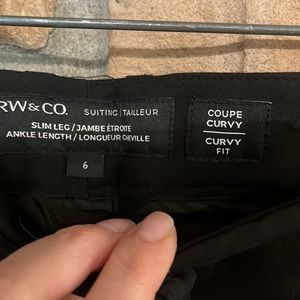 RW&CO. SUITING | TAILLEUR
SLIM LEG / JAMBE ÉTROITE
ANKLE LENGTH / LONGUEUR CHEVILLE
6
COUPE
CURVY
CURVY
FIT